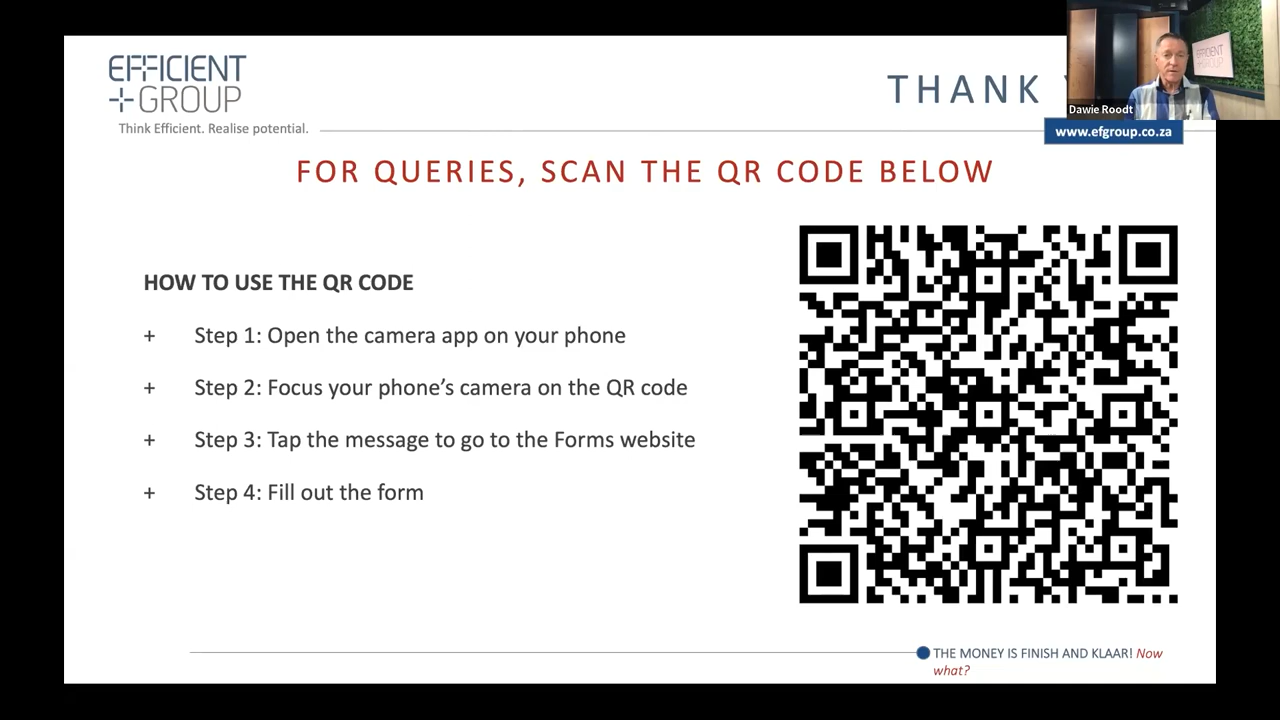 EFFICIENT
GROUP
Think Efficient. Realise potential.
THANK
Dawie Roodt
EFFICIENT
GROUP
www.efgroup.co.za
FOR QUERIES, SCAN THE QR CODE BELOW
HOW TO USE THE QR CODE
+ Step 1: Open the camera app on your phone
+ Step 2: Focus your phone's camera on the QR code
+ Step 3: Tap the message to go to the Forms website
+ Step 4: Fill out the form
THE MONEY IS FINISH AND KLAAR! Now
what?